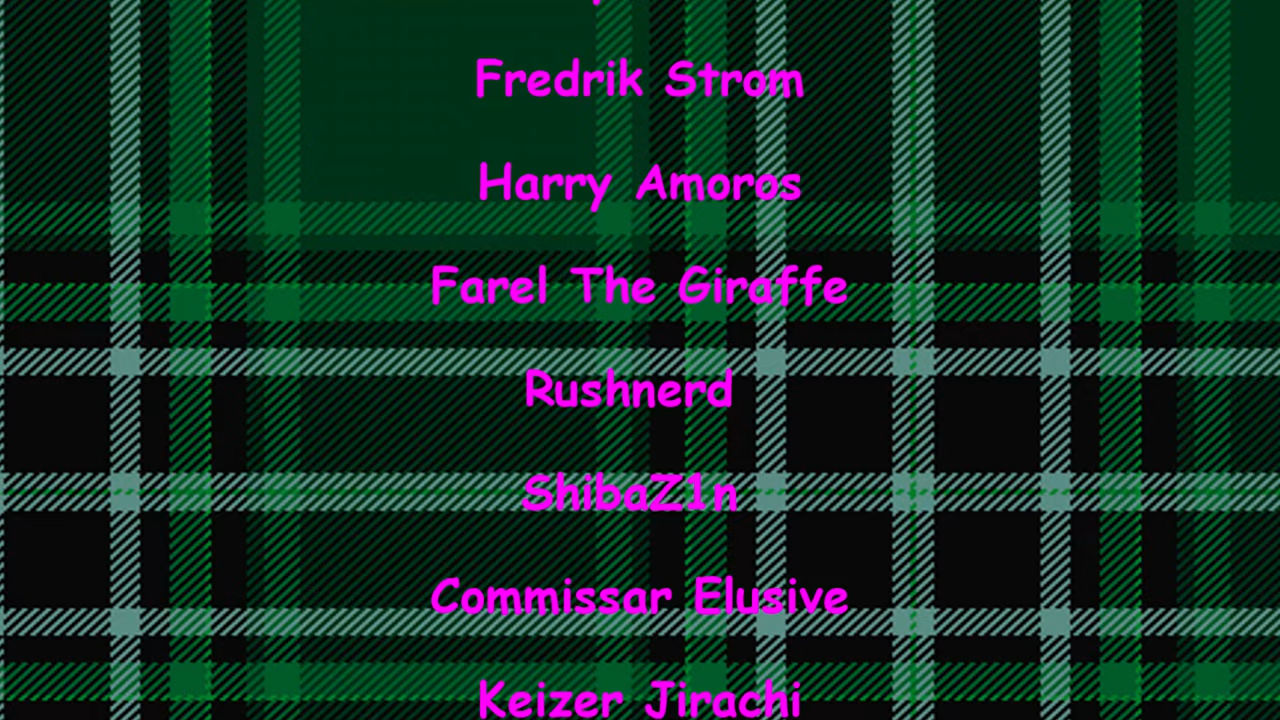 Fredrik Strom
Harry Amoros
Farel The Giraffe
Rushnerd
ShibaZ1n
Commissar Elusive
Keizer Jirachi